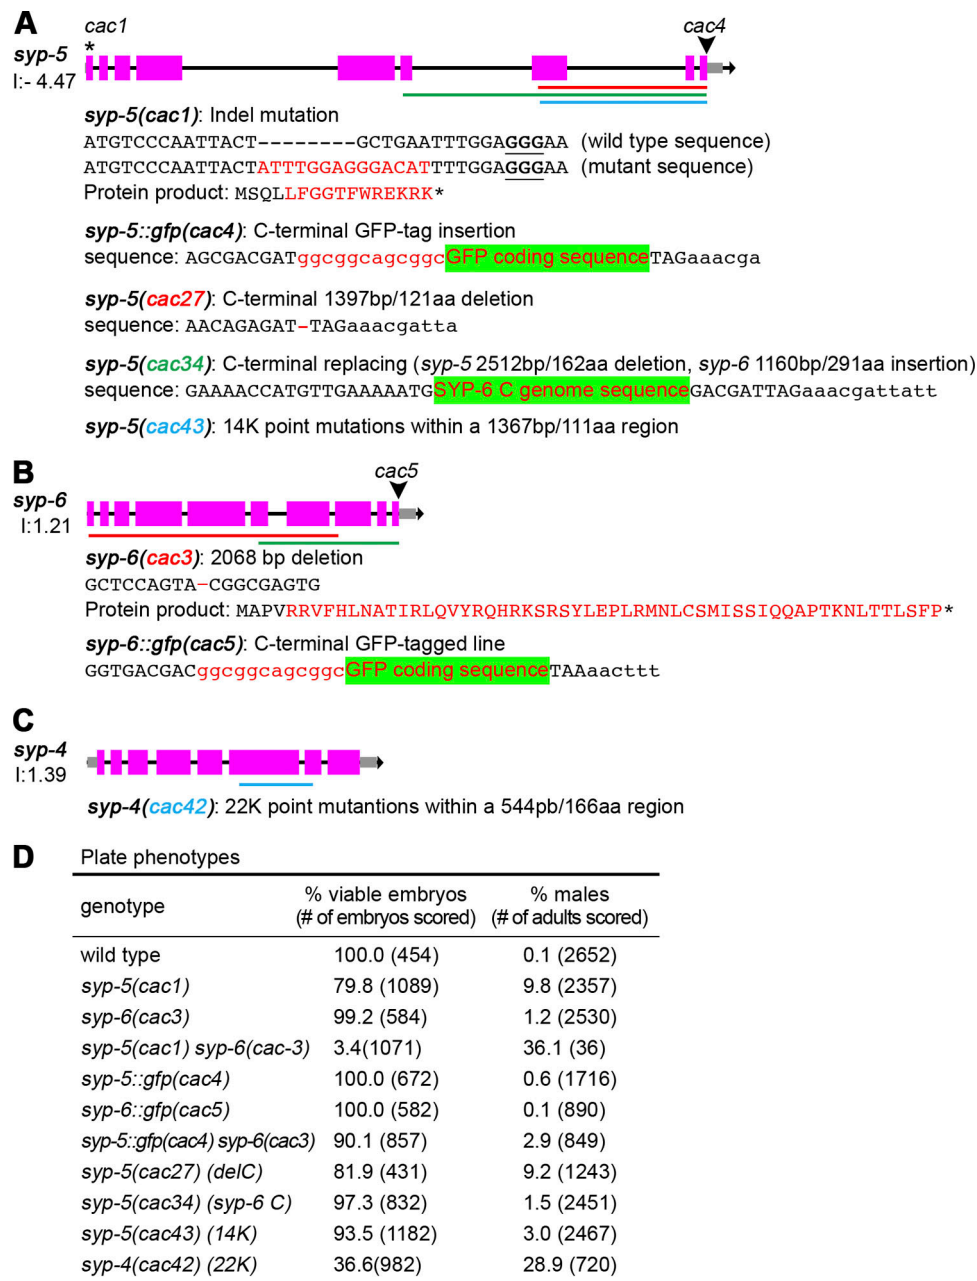 A
cac1
cac4
*
syp-5
I:- 4.47
syp-5(cac1): Indel mutation
ATGTCCCAATTACT--------GCTGAATTTGGAGGGAA (wild type sequence)
ATGTCCCAATTACTATTTGGAGGGACATTTTGGAGGGAA (mutant sequence)
Protein product: MSQLLFGGTFWREKRK*
syp-5::gfp(cac4): C-terminal GFP-tag insertion
sequence: AGCGACGATggcggcagcggcGFP coding sequenceTAGaaacga
syp-5(cac27): C-terminal 1397bp/121aa deletion
sequence: AACAGAGAT-TAGaaacgatta
syp-5(cac34): C-terminal replacing (syp-5 2512bp/162aa deletion, syp-6 1160bp/291aa insertion)
sequence: GAAAACCATGTTGAAAAATGSYP-6 C genome sequenceGACGATTAGaaacgattatt
syp-5(cac43): 14K point mutations within a 1367bp/111aa region
B
cac5
syp-6
I:1.21
syp-6(cac3): 2068 bp deletion
GCTCCAGTA-CGGCGAGTG
Protein product: MAPVRRVFHLNATIRLQVYRQHRKSRSYLEPLRMNLCSMISSIQQAPTKNLTTLSFP*
syp-6::gfp(cac5): C-terminal GFP-tagged line
GGTGACGACggcggcagcggcGFP coding sequenceTAAaacttt
C
syp-4
I:1.39
syp-4(cac42): 22K point mutantions within a 544pb/166aa region
D Plate phenotypes
genotype % viable embryos (# of embryos scored) % males (# of adults scored)
wild type 100.0 (454) 0.1 (2652)
syp-5(cac1) 79.8 (1089) 9.8 (2357)
syp-6(cac3) 99.2 (584) 1.2 (2530)
syp-5(cac1) syp-6(cac-3) 3.4(1071) 36.1 (36)
syp-5::gfp(cac4) 100.0 (672) 0.6 (1716)
syp-6::gfp(cac5) 100.0 (582) 0.1 (890)
syp-5::gfp(cac4) syp-6(cac3) 90.1 (857) 2.9 (849)
syp-5(cac27) (delC) 81.9 (431) 9.2 (1243)
syp-5(cac34) (syp-6 C) 97.3 (832) 1.5 (2451)
syp-5(cac43) (14K) 93.5 (1182) 3.0 (2467)
syp-4(cac42) (22K) 36.6(982) 28.9 (720)